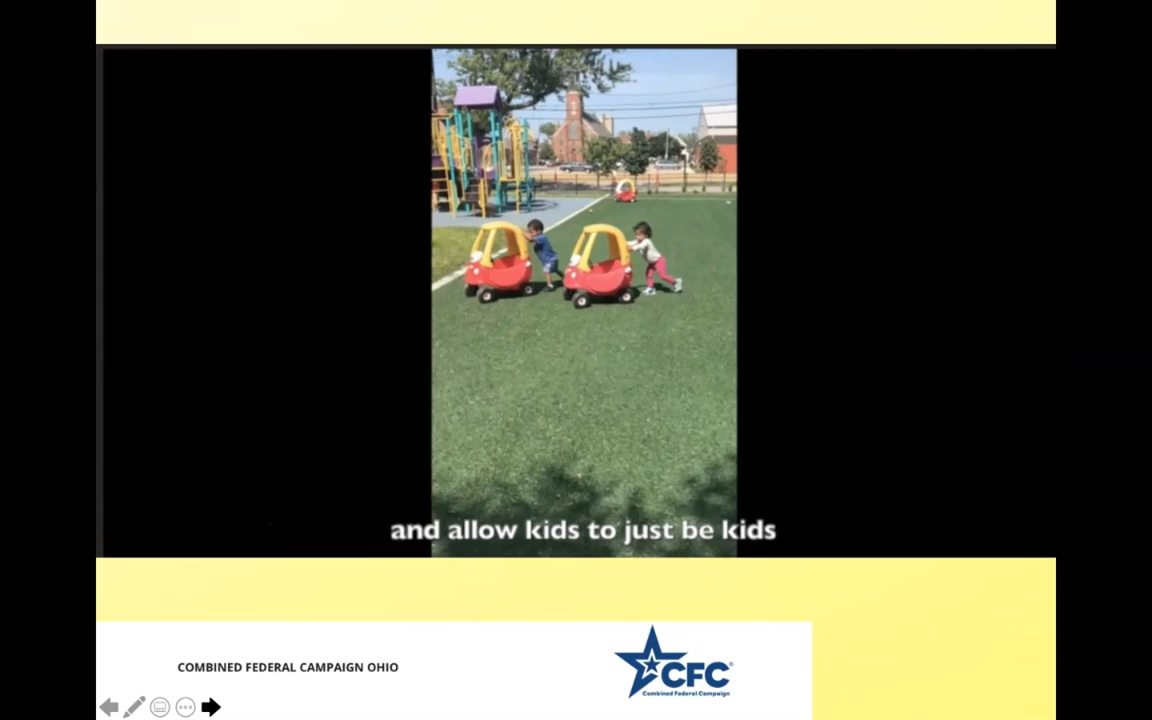 and allow kids to just be kids
COMBINED FEDERAL CAMPAIGN OHIO
CFC®
Combined Federal Campaign